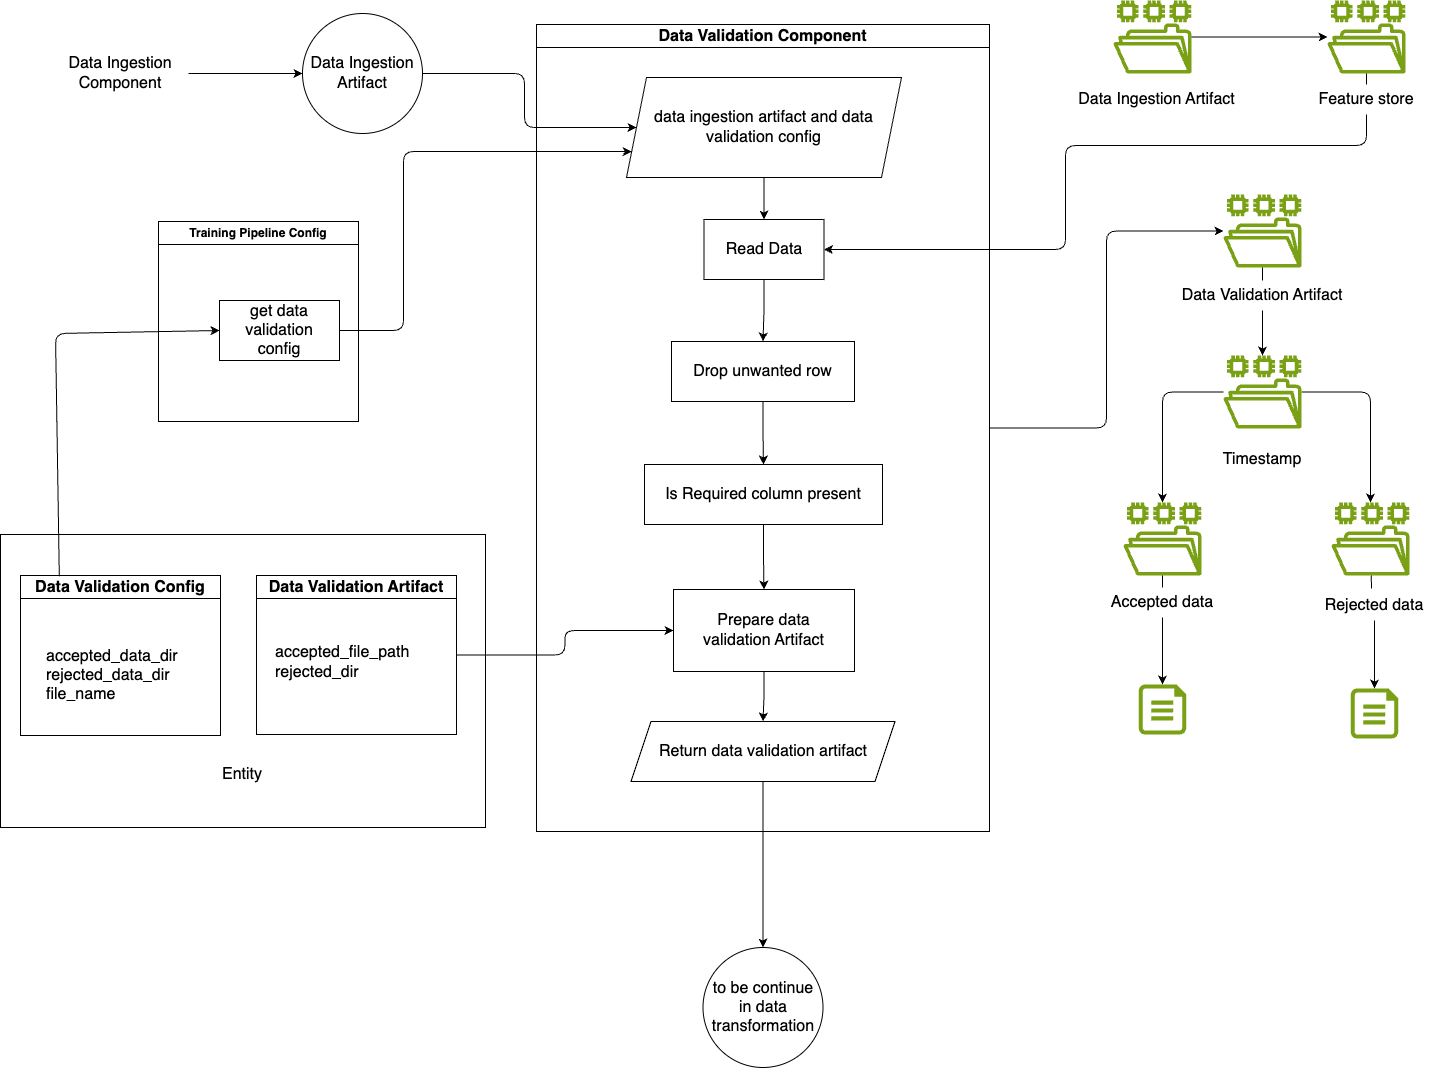 Data Ingestion
Component
Data Ingestion
Artifact
Data Validation Component
data ingestion artifact and data
validation config
Read Data
Drop unwanted row
Is Required column present
Prepare data
validation Artifact
Return data validation artifact
to be continue
in data
transformation
Training Pipeline Config
get data
validation
config
Data Validation Config
accepted_data_dir
rejected_data_dir
file_name
Data Validation Artifact
accepted_file_path
rejected_dir
Entity
Data Ingestion Artifact
Feature store
Data Validation Artifact
Timestamp
Accepted data
Rejected data